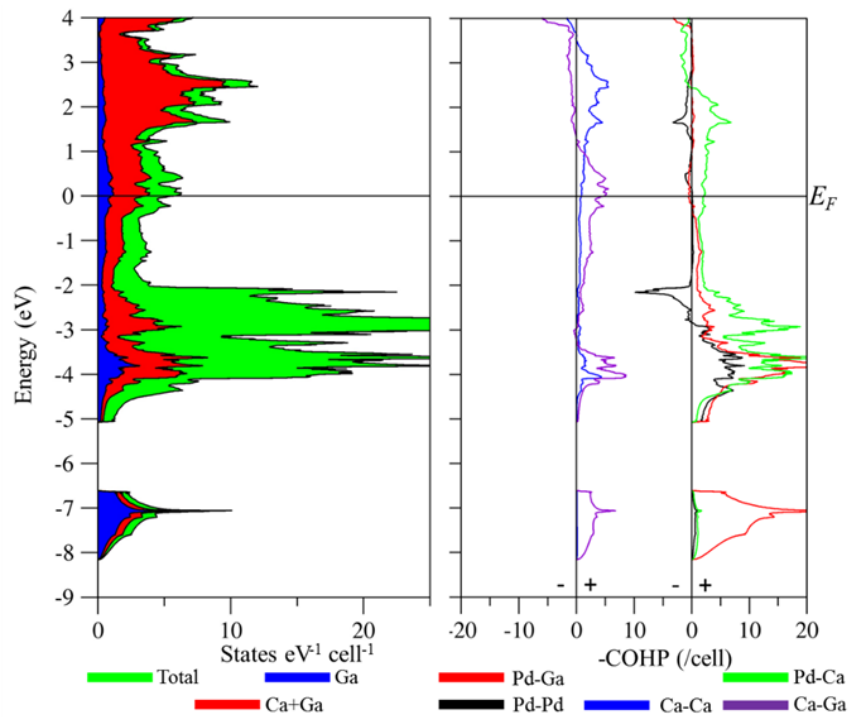 4
3
2
1
0
-1
-2
-3
-4
-5
-6
-7
-8
-9
Energy (eV)
E_F
- + - +
0 10 20
-20 -10 0 10 0 10 20
States eV⁻¹ cell⁻¹
-COHP (/cell)
Total Ga Pd-Ga Pd-Ca
Ca+Ga Pd-Pd Ca-Ca Ca-Ga